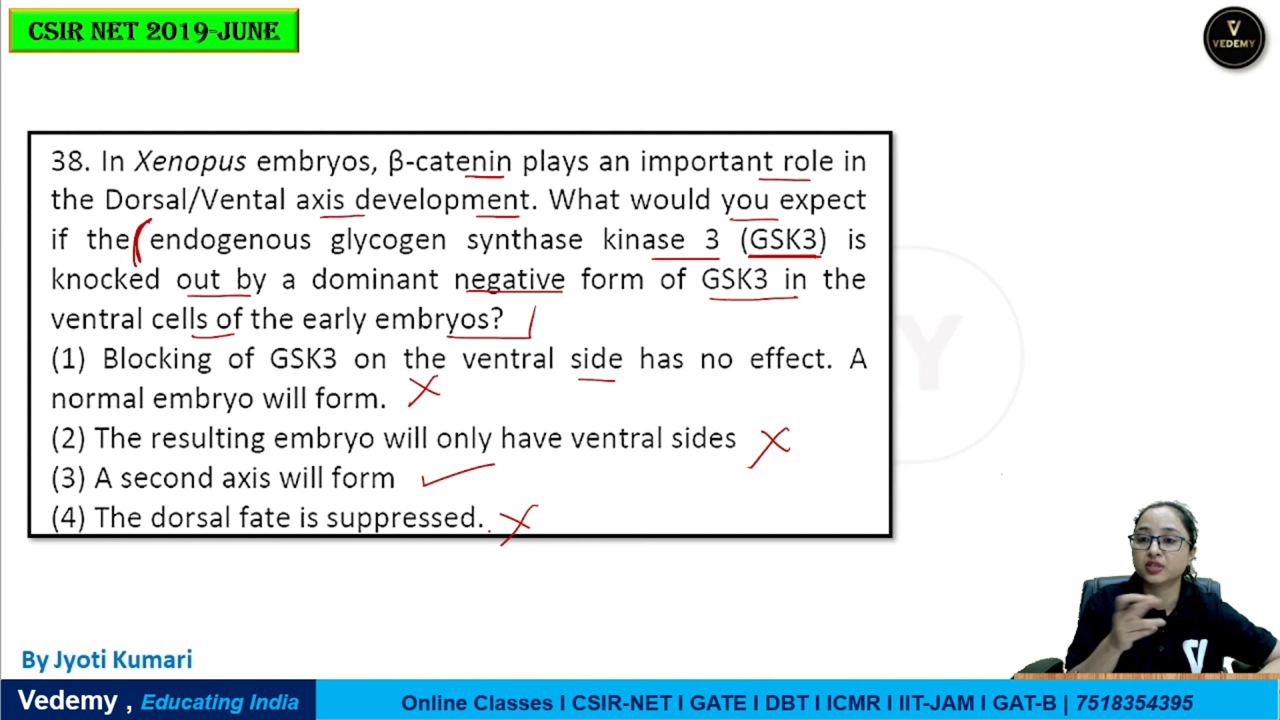 CSIR NET 2019-JUNE
V
VEDEMY
38. In Xenopus embryos, β-catenin plays an important role in
the Dorsal/Vental axis development. What would you expect
if the endogenous glycogen synthase kinase 3 (GSK3) is
knocked out by a dominant negative form of GSK3 in the
ventral cells of the early embryos?
(1) Blocking of GSK3 on the ventral side has no effect. A
normal embryo will form.
(2) The resulting embryo will only have ventral sides
(3) A second axis will form
(4) The dorsal fate is suppressed.
By Jyoti Kumari
Vedemy , Educating India
Online Classes I CSIR-NET I GATE I DBT I ICMR I IIT-JAM I GAT-B | 7518354395